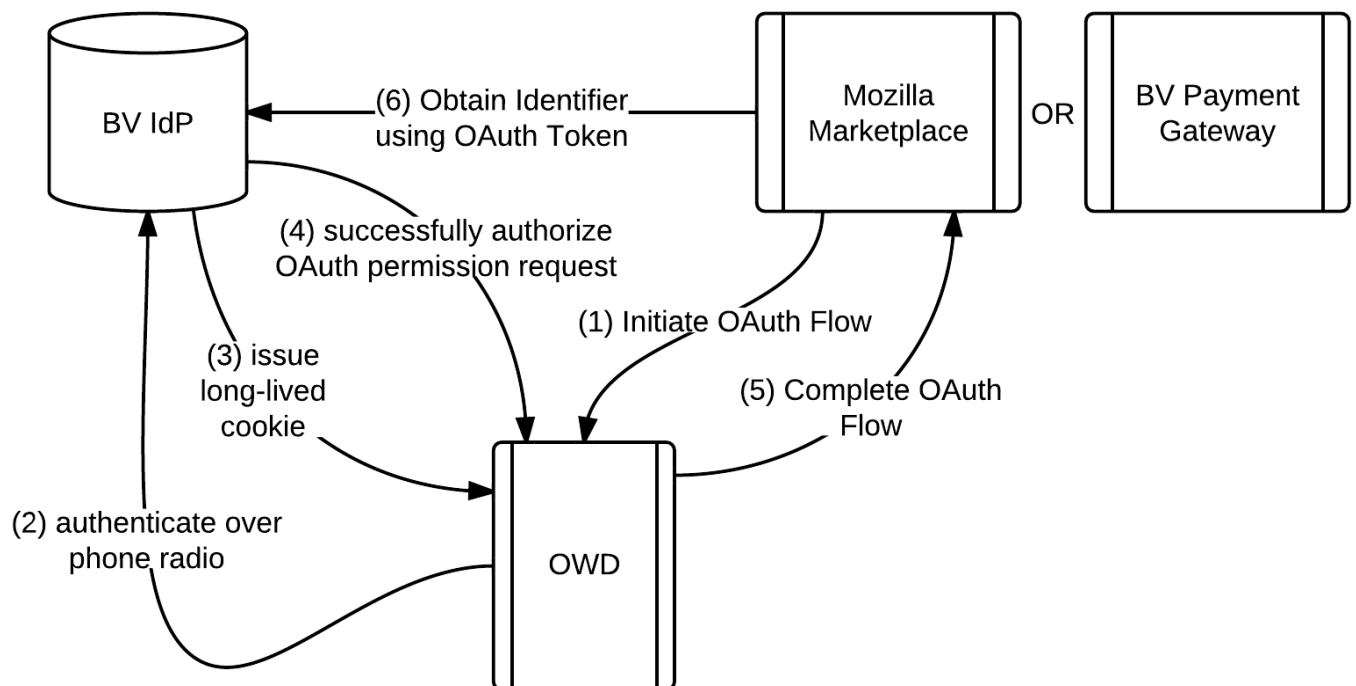 BV IdP
(6) Obtain Identifier
using OAuth Token
Mozilla
Marketplace
OR
BV Payment
Gateway
(4) successfully authorize
OAuth permission request
(1) Initiate OAuth Flow
(3) issue
long-lived
cookie
(5) Complete OAuth
Flow
(2) authenticate over
phone radio
OWD